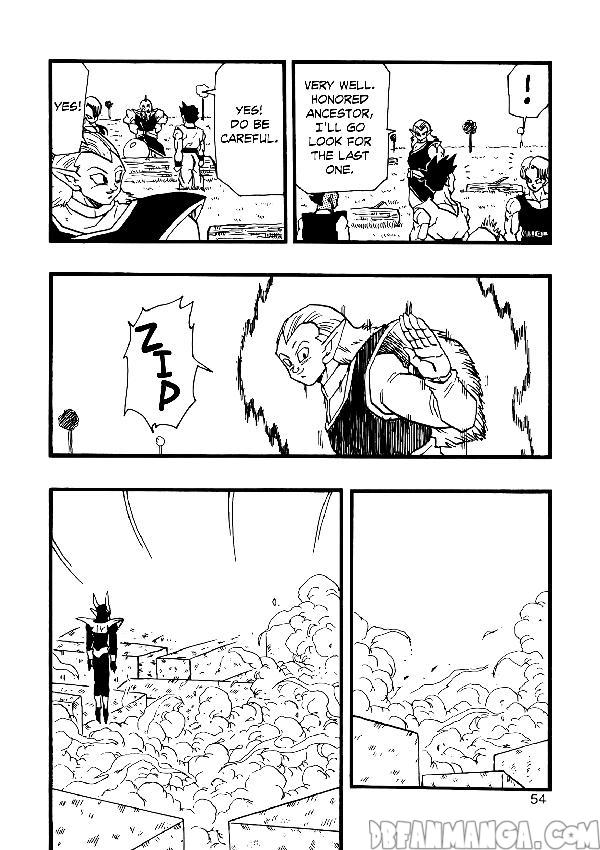 !
VERY WELL.
HONORED
ANCESTOR,
I'LL GO
LOOK FOR
THE LAST
ONE.
YES!
DO BE
CAREFUL.
YES!
ZIP
54
DBFANMANGA.COM